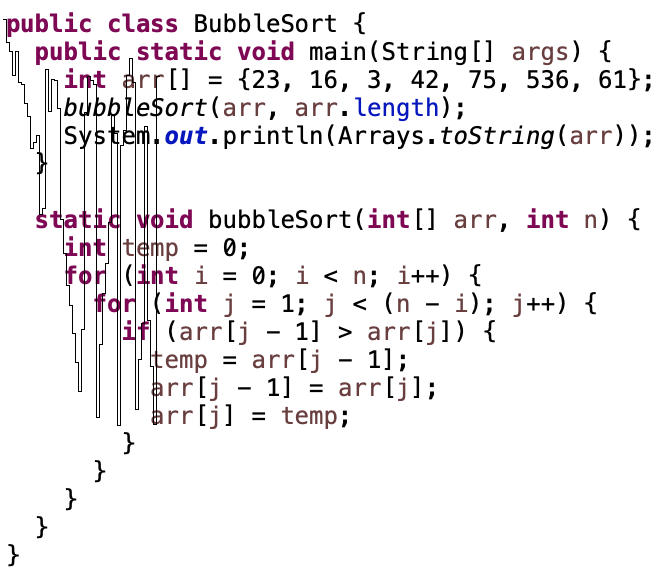 public class BubbleSort {
  public static void main(String[] args) {
    int arr[] = {23, 16, 3, 42, 75, 536, 61};
    bubbleSort(arr, arr.length);
    System.out.println(Arrays.toString(arr));
  }

  static void bubbleSort(int[] arr, int n) {
    int temp = 0;
    for (int i = 0; i < n; i++) {
      for (int j = 1; j < (n - i); j++) {
        if (arr[j - 1] > arr[j]) {
          temp = arr[j - 1];
          arr[j - 1] = arr[j];
          arr[j] = temp;
        }
      }
    }
  }
}